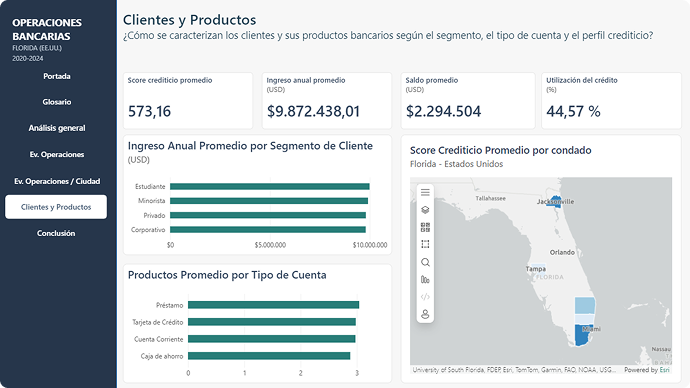 OPERACIONES
BANCARIAS
FLORIDA (EE.UU.)
2020-2024
Portada
Glosario
Análisis general
Ev. Operaciones
Ev. Operaciones / Ciudad
Clientes y Productos
Conclusión
Clientes y Productos
¿Cómo se caracterizan los clientes y sus productos bancarios según el segmento, el tipo de cuenta y el perfil crediticio?
Score crediticio promedio
573,16
Ingreso anual promedio
(USD)
$9.872.438,01
Saldo promedio
(USD)
$2.294.504
Utilización del crédito
(%)
44,57 %
Ingreso Anual Promedio por Segmento de Cliente
(USD)
Estudiante
Minorista
Privado
Corporativo
$0
$5.000.000
$10.000.000
Productos Promedio por Tipo de Cuenta
Préstamo
Tarjeta de Crédito
Cuenta Corriente
Caja de ahorro
0
1
2
3
Score Crediticio Promedio por condado
Florida - Estados Unidos
Tallahassee
Jacksonville
Orlando
Tampa
FLORIDA
Miami
Nassau
University of South Florida, FDEP, Esri, TomTom, Garmin, FAO, NOAA, USG...
Powered by Esri